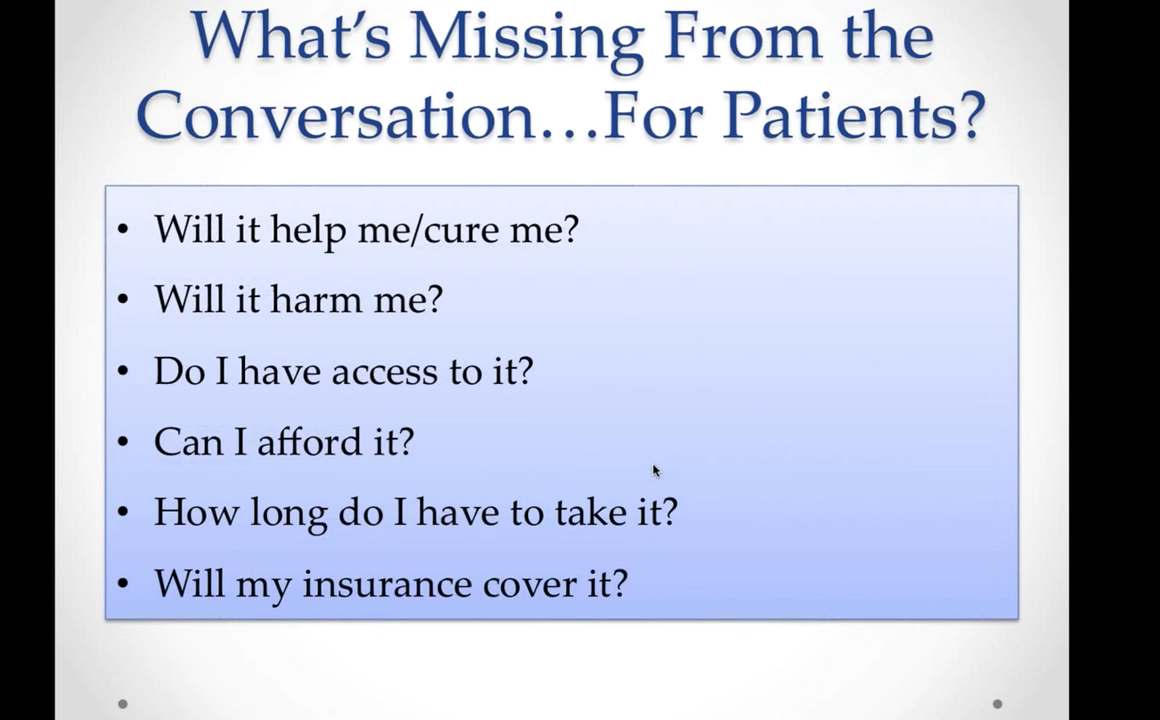 What’s Missing From the
Conversation…For Patients?
• Will it help me/cure me?
• Will it harm me?
• Do I have access to it?
• Can I afford it?
• How long do I have to take it?
• Will my insurance cover it?